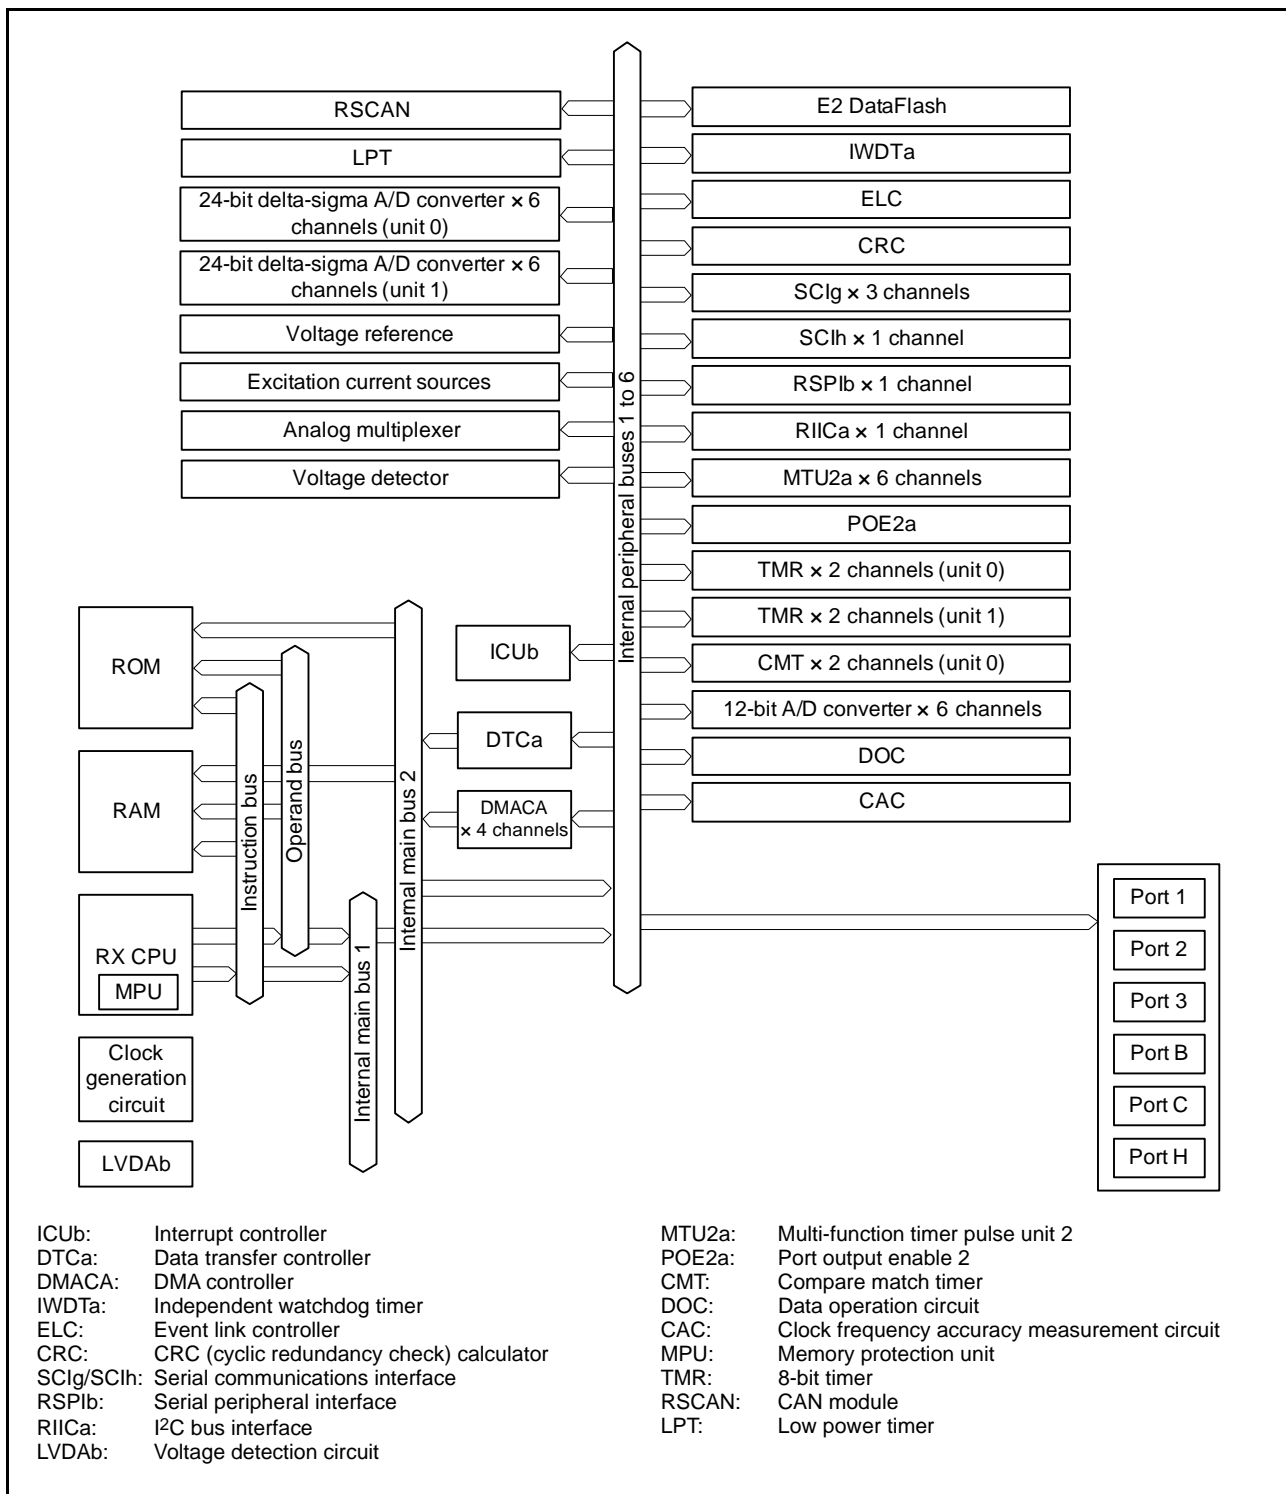 RSCAN
LPT
24-bit delta-sigma A/D converter × 6
channels (unit 0)
24-bit delta-sigma A/D converter × 6
channels (unit 1)
Voltage reference
Excitation current sources
Analog multiplexer
Voltage detector
Internal peripheral buses 1 to 6
E2 DataFlash
IWDTa
ELC
CRC
SCIg × 3 channels
SCIh × 1 channel
RSPIb × 1 channel
RIICa × 1 channel
MTU2a × 6 channels
POE2a
TMR × 2 channels (unit 0)
TMR × 2 channels (unit 1)
CMT × 2 channels (unit 0)
12-bit A/D converter × 6 channels
DOC
CAC
ROM
RAM
RX CPU
MPU
Clock
generation
circuit
LVDAb
Instruction bus
Operand bus
Internal main bus 1
Internal main bus 2
ICUb
DTCa
DMACA
× 4 channels
Port 1
Port 2
Port 3
Port B
Port C
Port H
ICUb: Interrupt controller
DTCa: Data transfer controller
DMACA: DMA controller
IWDTa: Independent watchdog timer
ELC: Event link controller
CRC: CRC (cyclic redundancy check) calculator
SCIg/SCIh: Serial communications interface
RSPIb: Serial peripheral interface
RIICa: I2C bus interface
LVDAb: Voltage detection circuit
MTU2a: Multi-function timer pulse unit 2
POE2a: Port output enable 2
CMT: Compare match timer
DOC: Data operation circuit
CAC: Clock frequency accuracy measurement circuit
MPU: Memory protection unit
TMR: 8-bit timer
RSCAN: CAN module
LPT: Low power timer